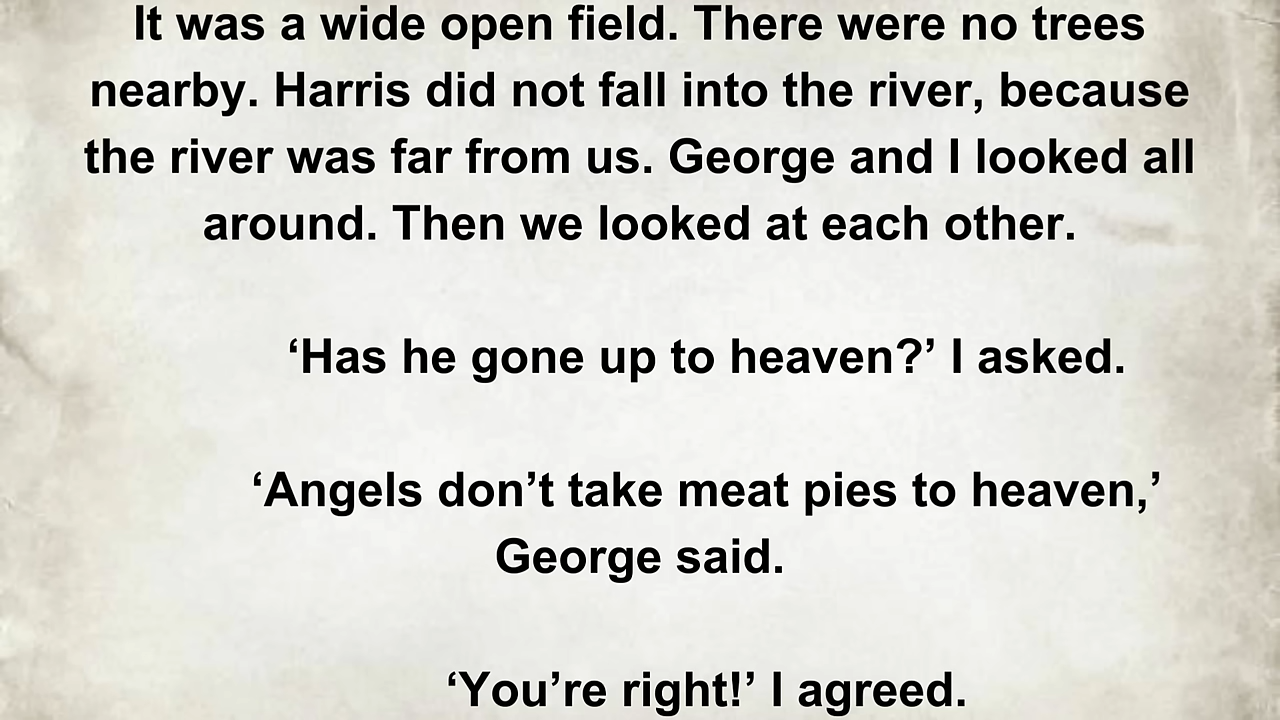 It was a wide open field. There were no trees
nearby. Harris did not fall into the river, because
the river was far from us. George and I looked all
around. Then we looked at each other.
‘Has he gone up to heaven?’ I asked.
‘Angels don’t take meat pies to heaven,’
George said.
‘You’re right!’ I agreed.